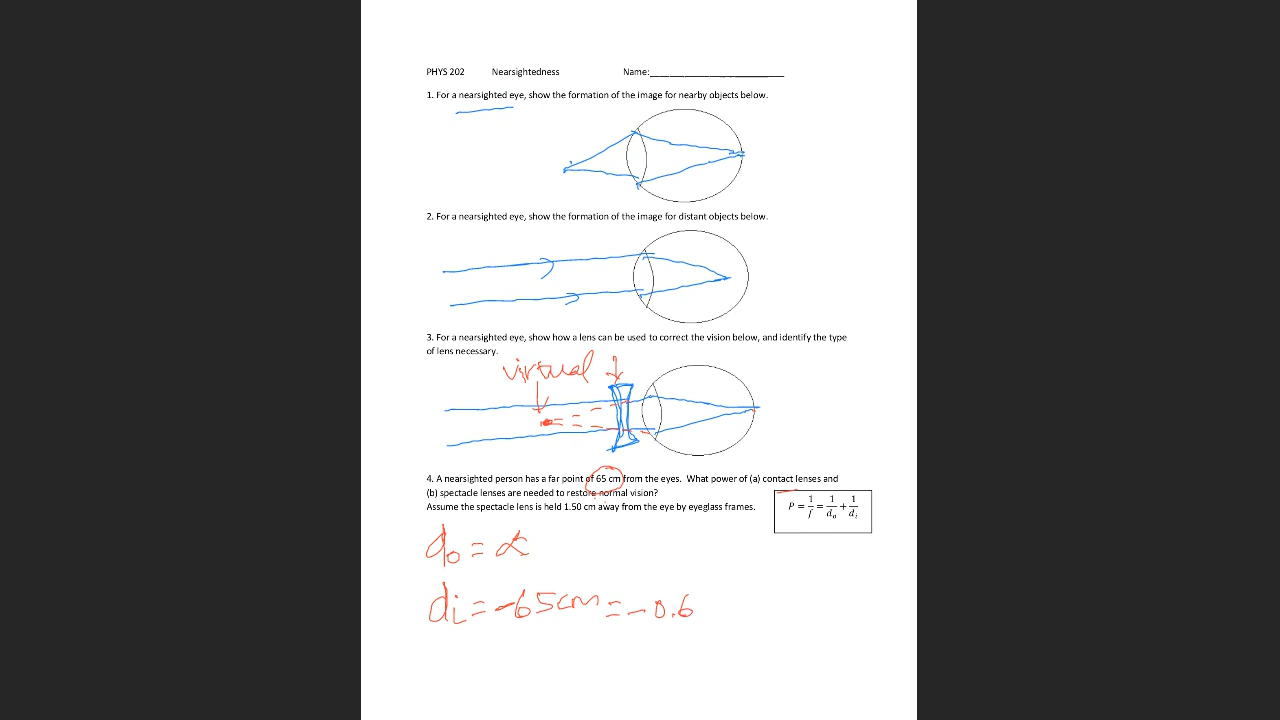 PHYS 202 Nearsightedness Name:____________________________
1. For a nearsighted eye, show the formation of the image for nearby objects below.
2. For a nearsighted eye, show the formation of the image for distant objects below.
3. For a nearsighted eye, show how a lens can be used to correct the vision below, and identify the type
of lens necessary.
virtual
4. A nearsighted person has a far point of 65 cm from the eyes. What power of (a) contact lenses and
(b) spectacle lenses are needed to restore normal vision?
Assume the spectacle lens is held 1.50 cm away from the eye by eyeglass frames.
P = 1/f = 1/dₒ + 1/dᵢ
do = ∝
di = -65cm = -0.6